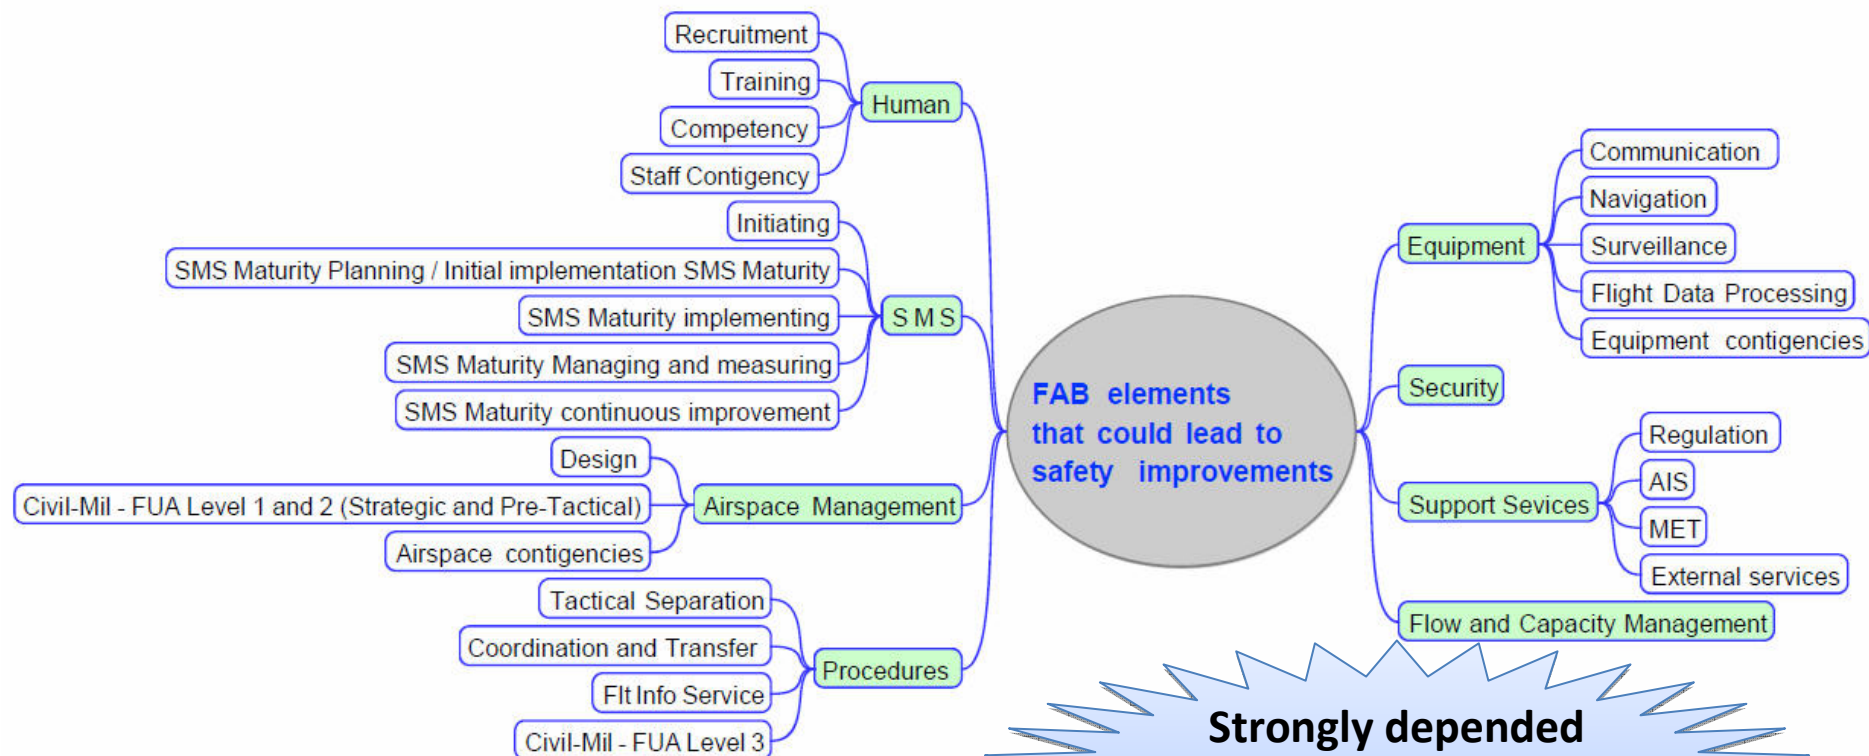 Recruitment
Training
Human
Competency
Staff Contigency
Initiating
SMS Maturity Planning / Initial implementation SMS Maturity
SMS Maturity implementing
S M S
SMS Maturity Managing and measuring
SMS Maturity continuous improvement
Design
Civil-Mil - FUA Level 1 and 2 (Strategic and Pre-Tactical)
Airspace Management
Airspace contigencies
Tactical Separation
Coordination and Transfer
Procedures
Flt Info Service
Civil-Mil - FUA Level 3
FAB elements
that could lead to
safety improvements
Communication
Navigation
Equipment
Surveillance
Flight Data Processing
Equipment contigencies
Security
Regulation
AIS
Support Sevices
MET
External services
Flow and Capacity Management
Strongly depended